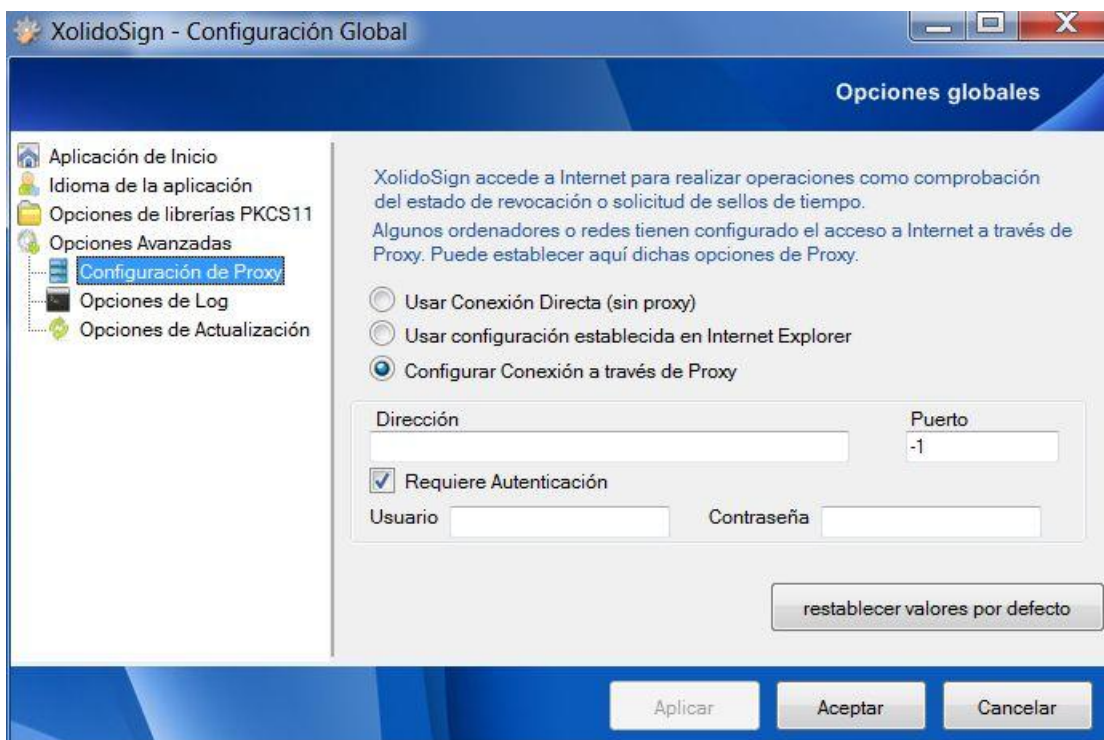 XolidoSign - Configuración Global
Opciones globales
Aplicación de Inicio
Idioma de la aplicación
Opciones de librerías PKCS11
Opciones Avanzadas
Configuración de Proxy
Opciones de Log
Opciones de Actualización
XolidoSign accede a Internet para realizar operaciones como comprobación
del estado de revocación o solicitud de sellos de tiempo.
Algunos ordenadores o redes tienen configurado el acceso a Internet a través de
Proxy. Puede establecer aquí dichas opciones de Proxy.
Usar Conexión Directa (sin proxy)
Usar configuración establecida en Internet Explorer
Configurar Conexión a través de Proxy
Dirección Puerto
-1
Requiere Autenticación
Usuario Contraseña
restablecer valores por defecto
Aplicar Aceptar Cancelar